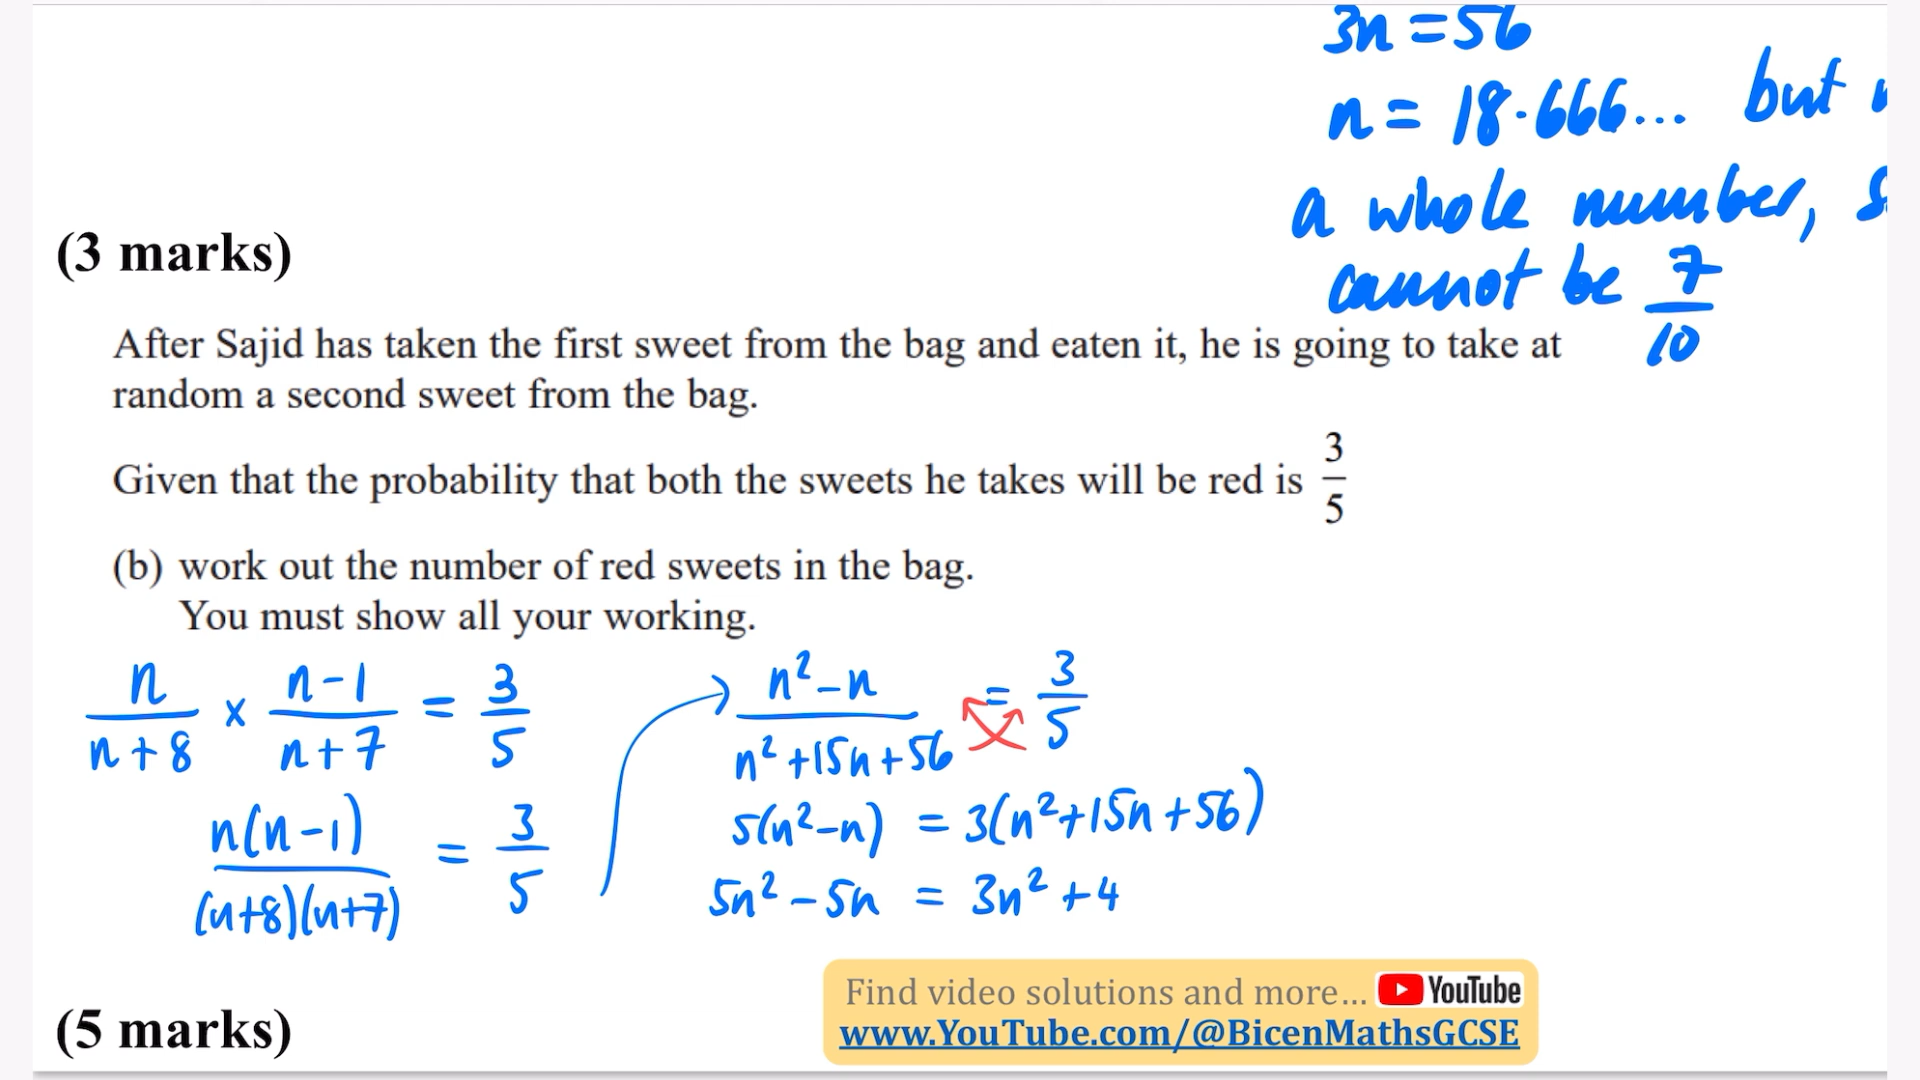 3n = 56
n = 18.666... but
a whole number,
cannot be 7/10
(3 marks)
After Sajid has taken the first sweet from the bag and eaten it, he is going to take at
random a second sweet from the bag.
Given that the probability that both the sweets he takes will be red is 3/5
(b) work out the number of red sweets in the bag.
You must show all your working.
n/(n+8) × (n-1)/(n+7) = 3/5
n(n-1)/((n+8)(n+7)) = 3/5
(n²-n)/(n²+15n+56) = 3/5
5(n²-n) = 3(n²+15n+56)
5n²-5n = 3n²+4
(5 marks)
Find video solutions and more... YouTube
www.YouTube.com/@BicenMathsGCSE